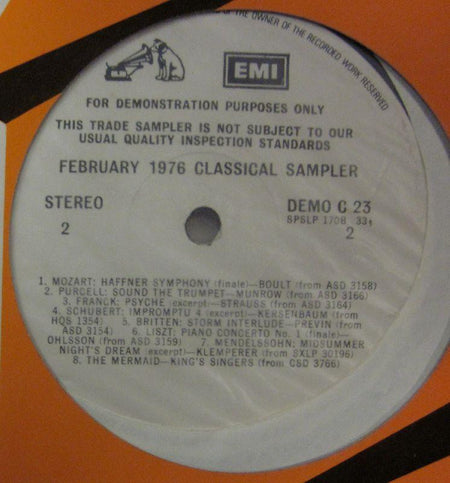 OF THE OWNER OF THE RECORDED WORK RESERVED
EMI
FOR DEMONSTRATION PURPOSES ONLY
THIS TRADE SAMPLER IS NOT SUBJECT TO OUR
USUAL QUALITY INSPECTION STANDARDS
FEBRUARY 1976 CLASSICAL SAMPLER
STEREO
2
DEMO C 23
SPSLP 1708 33⅓
2
1. MOZART: HAFFNER SYMPHONY (finale)—BOULT (from ASD 3158)
2. PURCELL: SOUND THE TRUMPET—MUNROW (from ASD 3166)
3. FRANCK: PSYCHE (excerpt)—STRAUSS (from ASD 3164)
4. SCHUBERT: IMPROMPTU 4 (excerpt)—KERSENBAUM (from
HQS 1354) 5. BRITTEN: STORM INTERLUDE—PREVIN (from
ASD 3154) 6. LISZT: PIANO CONCERTO No. 1 (finale)—
OHLSSON (from ASD 3159) 7. MENDELSSOHN: MIDSUMMER
NIGHT'S DREAM (excerpt)—KLEMPERER (from SXLP 30196)
8. THE MERMAID—KING'S SINGERS (from CSD 3766)